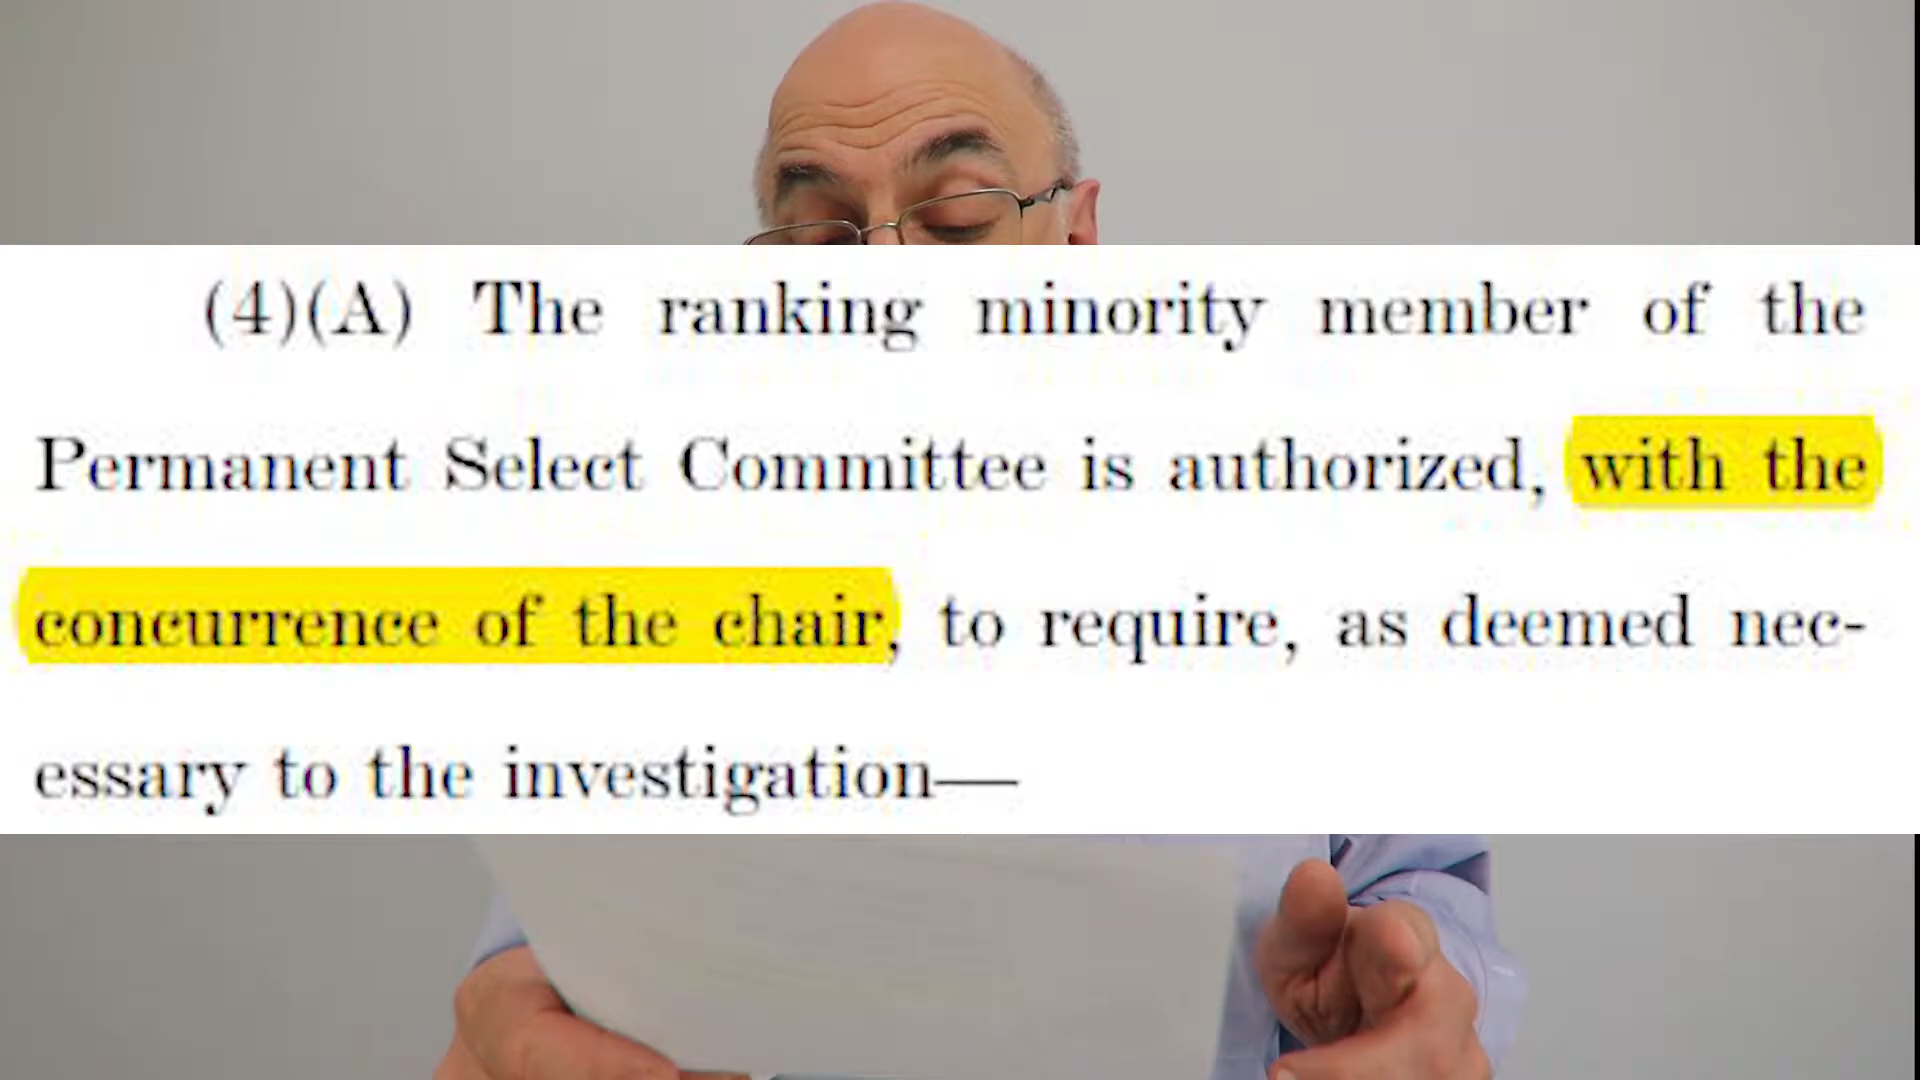 (4)(A) The ranking minority member of the
Permanent Select Committee is authorized, with the
concurrence of the chair, to require, as deemed nec-
essary to the investigation—